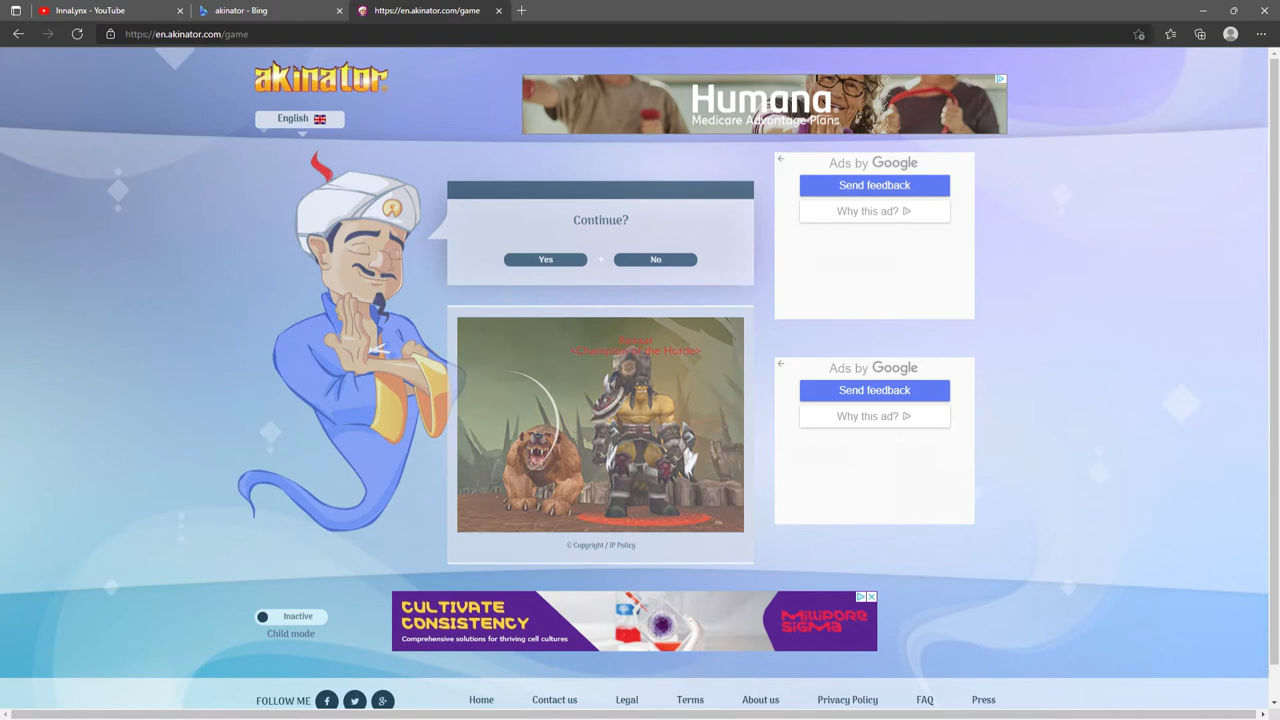 InnaLynx - YouTube
akinator - Bing
https://en.akinator.com/game
https://en.akinator.com/game
akinator
English
Humana
Medicare Advantage Plans
Continue?
Yes
No
Ads by Google
Send feedback
Why this ad?
<Champion of the Horde>
© Copyright / IP Policy
Ads by Google
Send feedback
Why this ad?
CULTIVATE
CONSISTENCY
Comprehensive solutions for thriving cell cultures
MILLIPORE
SIGMA
Inactive
Child mode
FOLLOW ME
Home
Contact us
Legal
Terms
About us
Privacy Policy
FAQ
Press